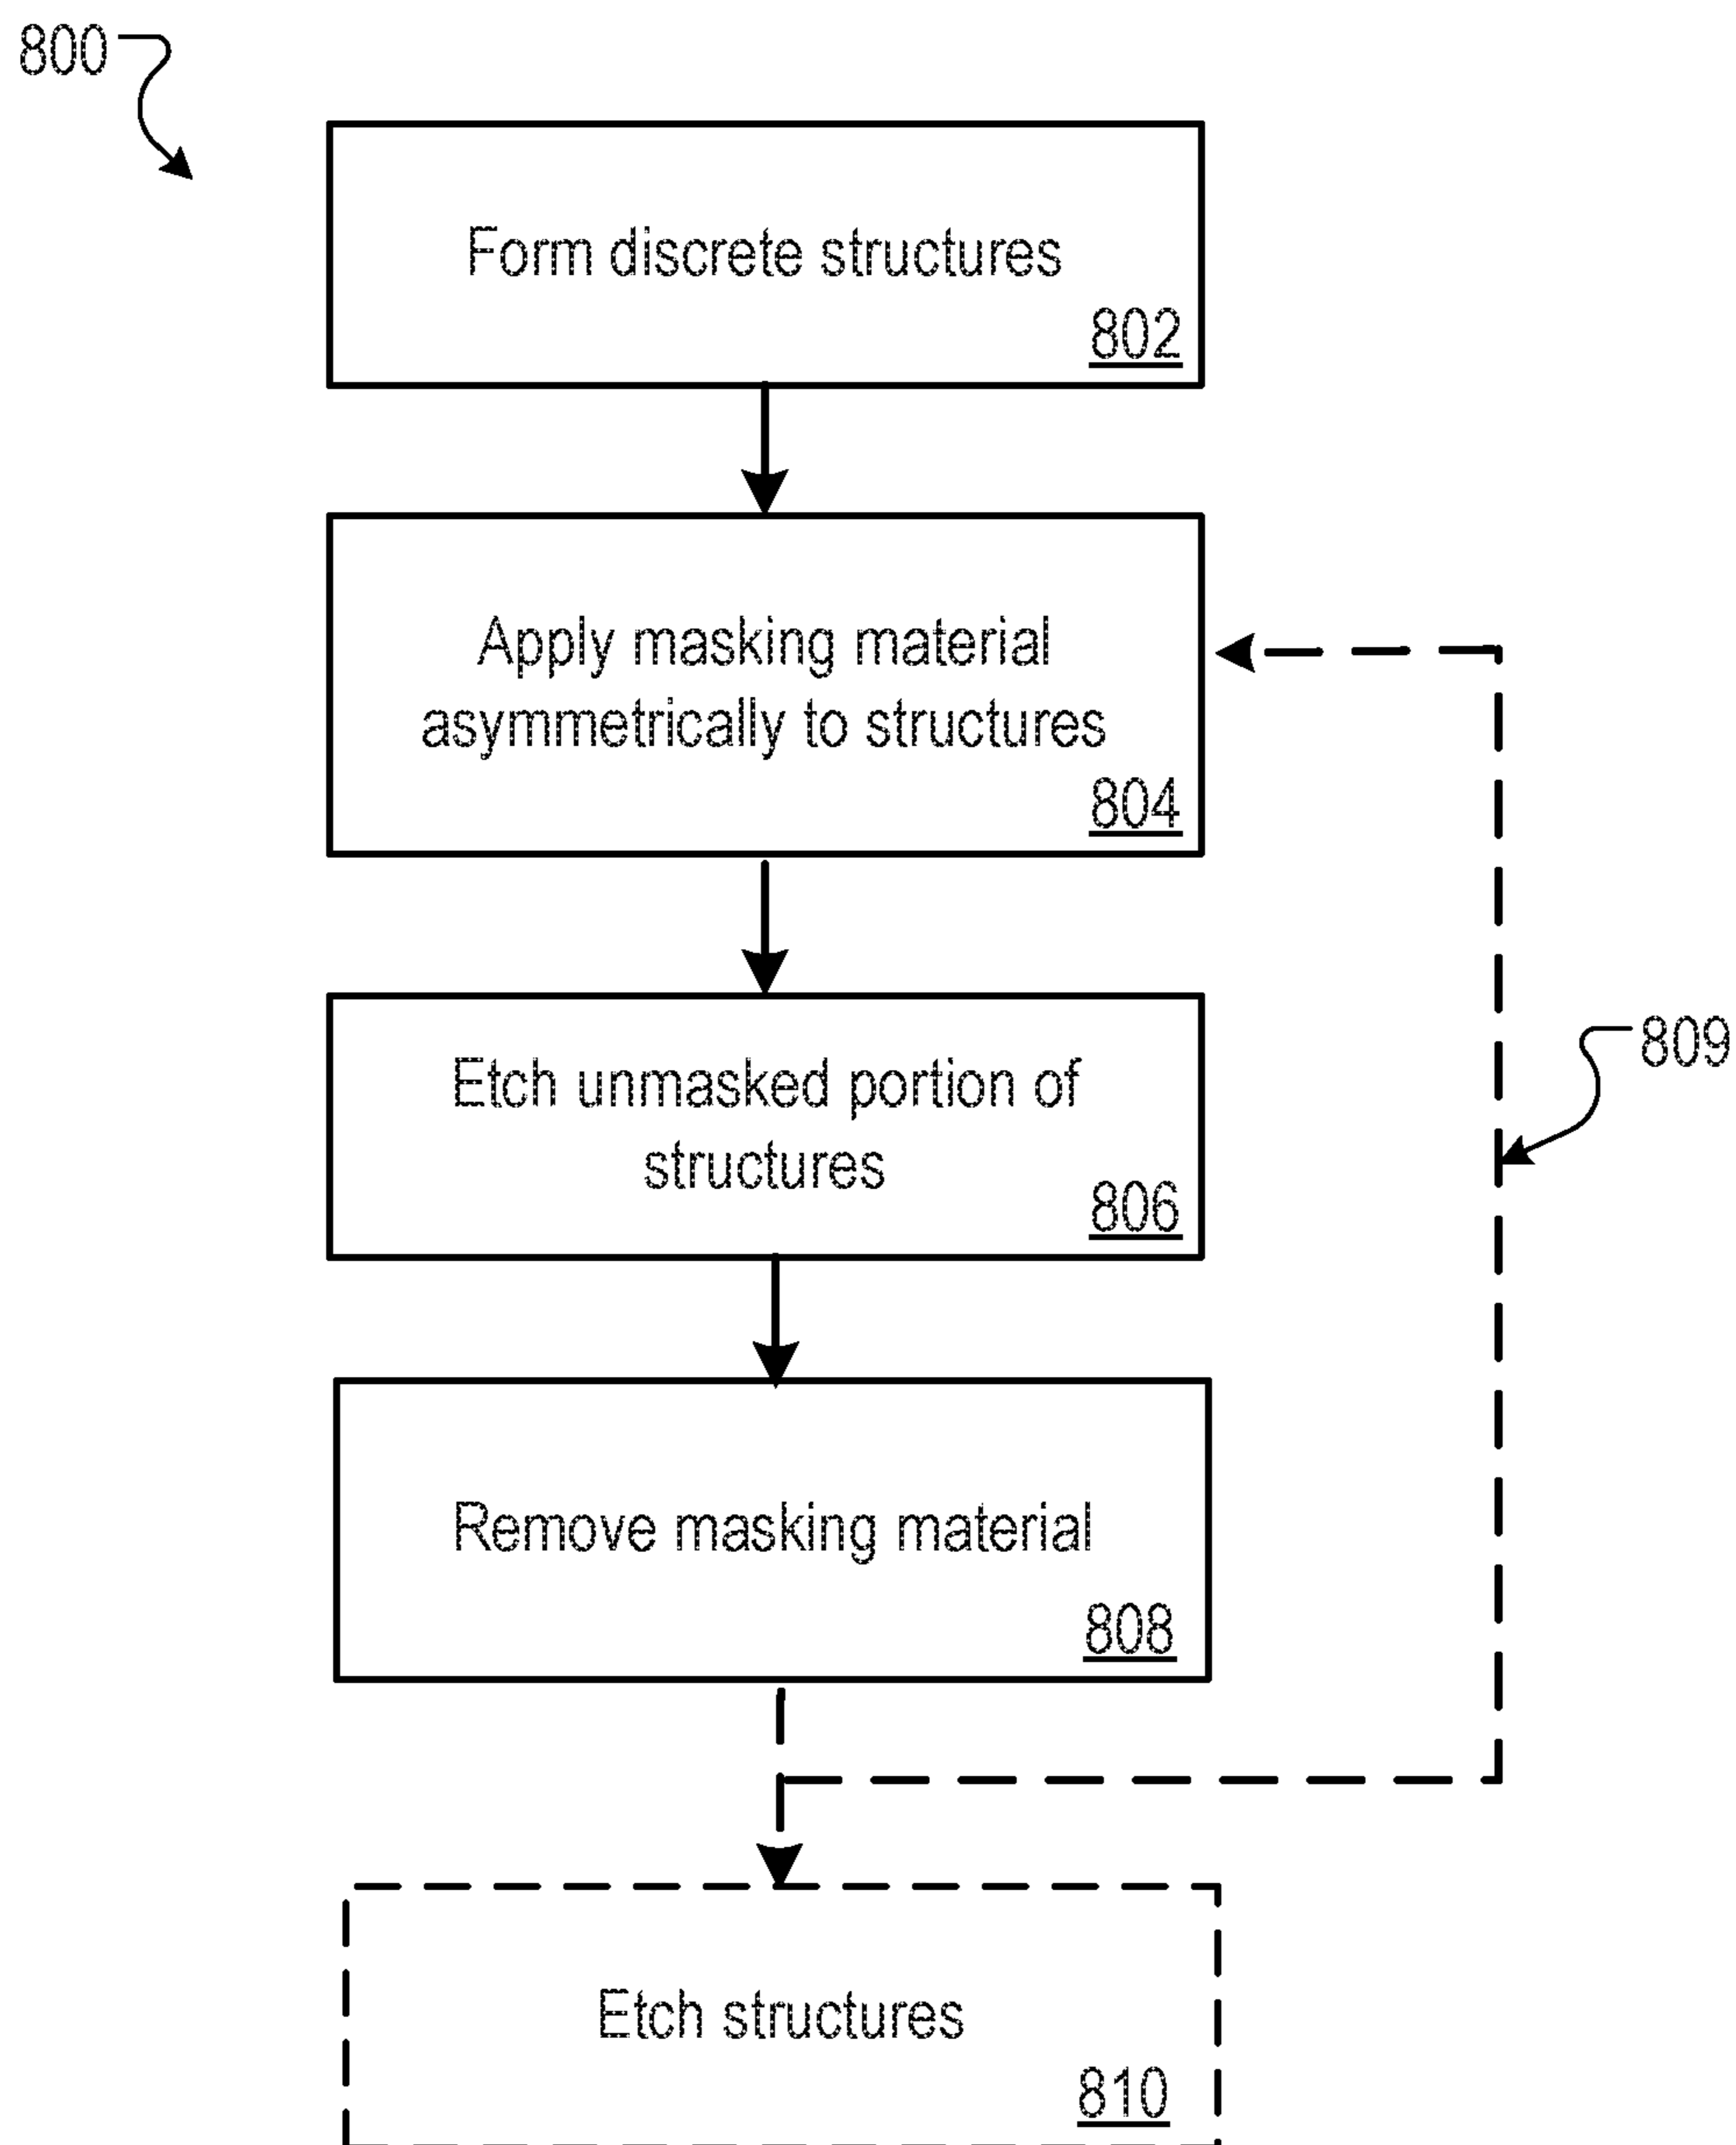 800
Form discrete structures
802
Apply masking material
asymmetrically to structures
804
Etch unmasked portion of
structures
806
809
Remove masking material
808
Etch structures
810